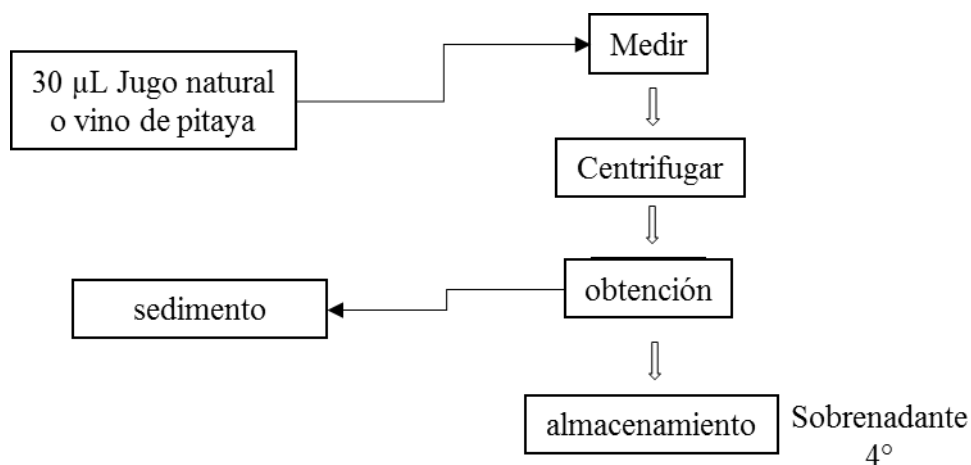 Medir
30 µL Jugo natural
o vino de pitaya
Centrifugar
obtención
sedimento
almacenamiento
Sobrenadante
4°